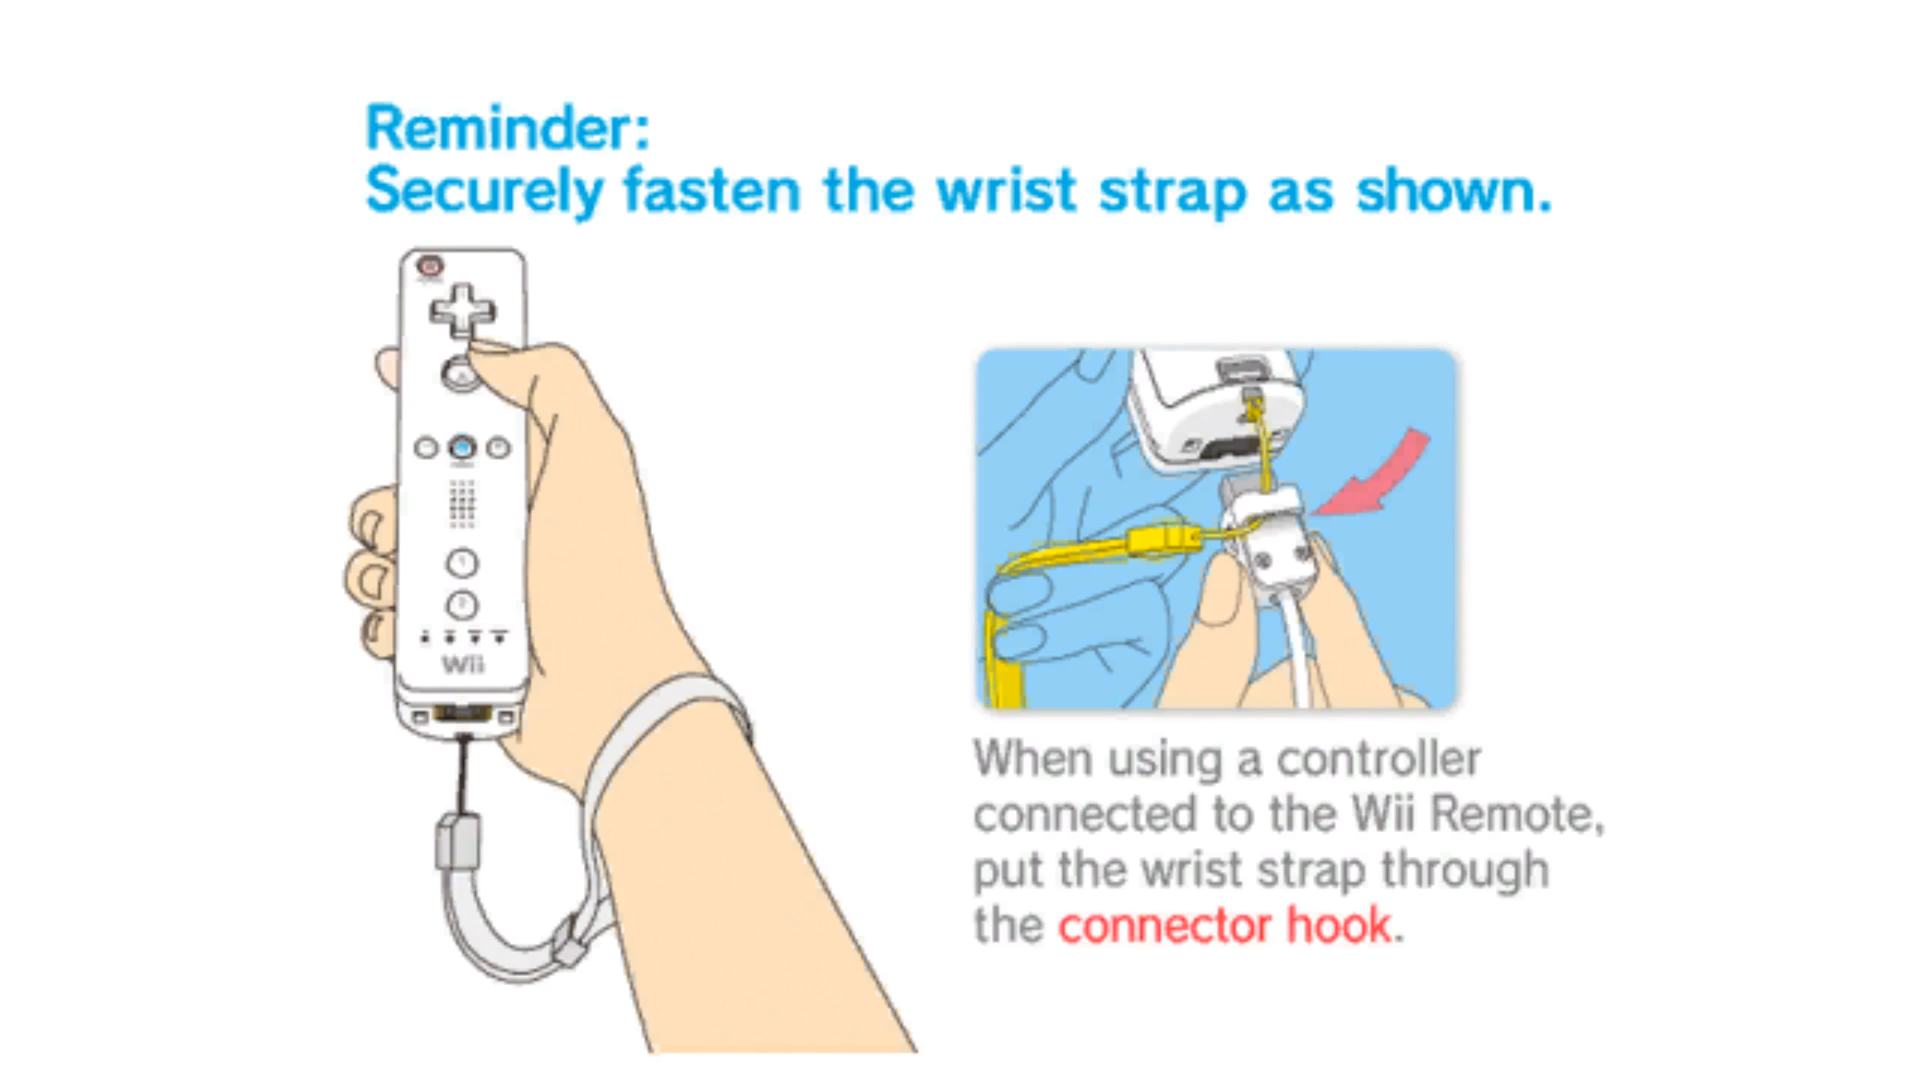 Reminder:
Securely fasten the wrist strap as shown.
Wii
When using a controller
connected to the Wii Remote,
put the wrist strap through
the connector hook.